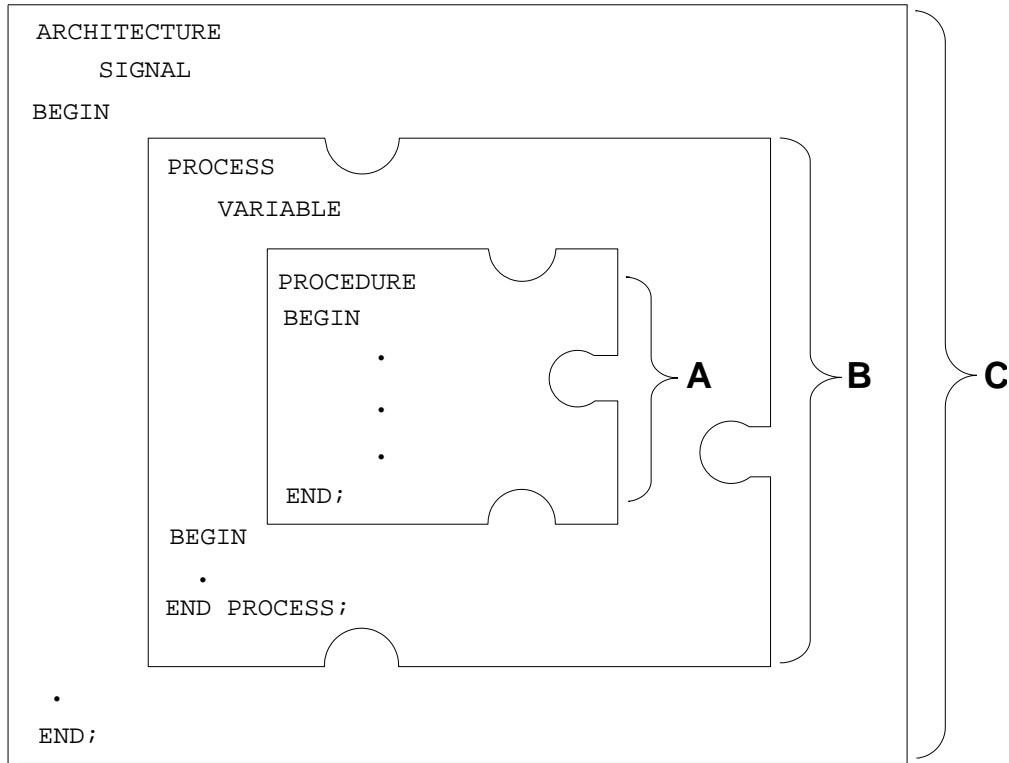 ARCHITECTURE
SIGNAL
BEGIN
PROCESS
VARIABLE
PROCEDURE
BEGIN
.
.
.
END;
A
B
C
BEGIN
.
END PROCESS;
.
END;